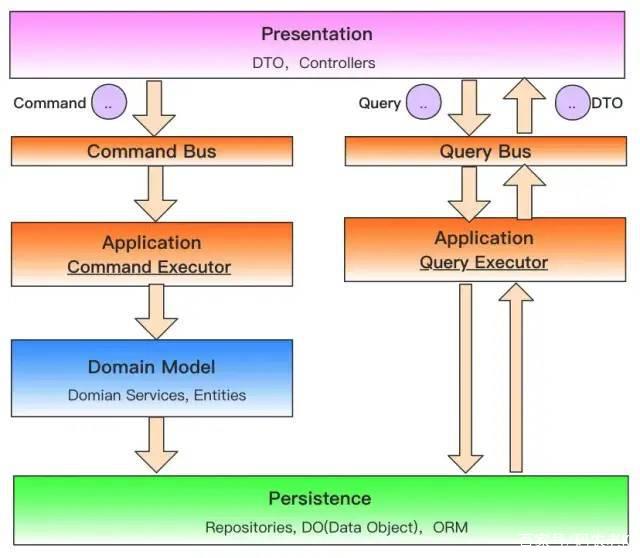 Presentation
DTO，Controllers
Command ..
Query ..
.. DTO
Command Bus
Query Bus
Application
Command Executor
Application
Query Executor
Domain Model
Domian Services, Entities
Persistence
Repositories, DO(Data Object)，ORM